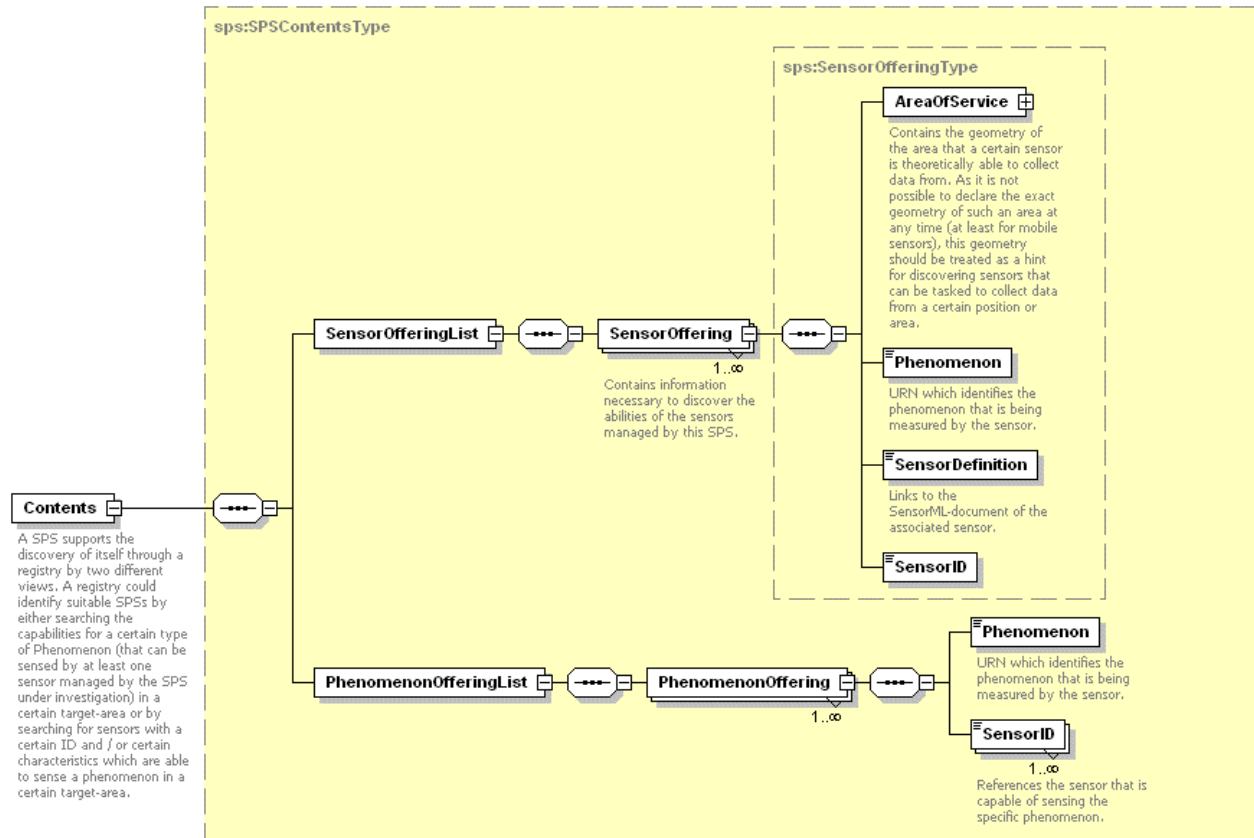 sps:SPSContentsType
sps:SensorOfferingType
AreaOfService
Contains the geometry of
the area that a certain sensor
is theoretically able to collect
data from. As it is not
possible to declare the exact
geometry of such an area at
any time (at least for mobile
sensors), this geometry
should be treated as a hint
for discovering sensors that
can be tasked to collect data
from a certain position or
area.
SensorOfferingList
SensorOffering
1..∞
Contains information
necessary to discover the
abilities of the sensors
managed by this SPS.
Phenomenon
URN which identifies the
phenomenon that is being
measured by the sensor.
SensorDefinition
Links to the
SensorML-document of the
associated sensor.
SensorID
Contents
A SPS supports the
discovery of itself through a
registry by two different
views. A registry could
identify suitable SPSs by
either searching the
capabilities for a certain type
of Phenomenon (that can be
sensed by at least one
sensor managed by the SPS
under investigation) in a
certain target-area or by
searching for sensors with a
certain ID and / or certain
characteristics which are able
to sense a phenomenon in a
certain target-area.
PhenomenonOfferingList
PhenomenonOffering
1..∞
Phenomenon
URN which identifies the
phenomenon that is being
measured by the sensor.
SensorID
1..∞
References the sensor that is
capable of sensing the
specific phenomenon.